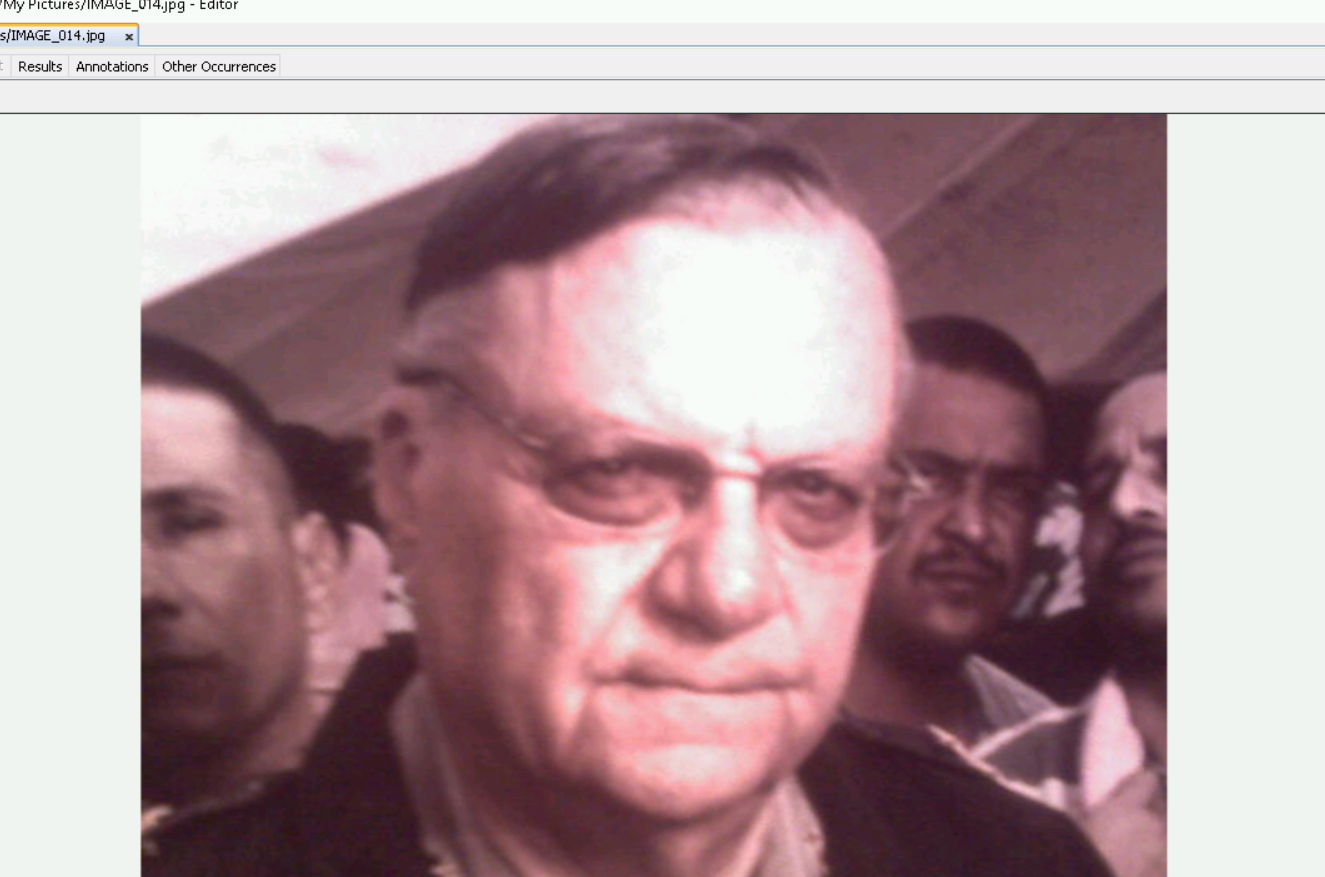 /My Pictures/IMAGE_014.jpg - Editor
s/IMAGE_014.jpg x
Results Annotations Other Occurrences